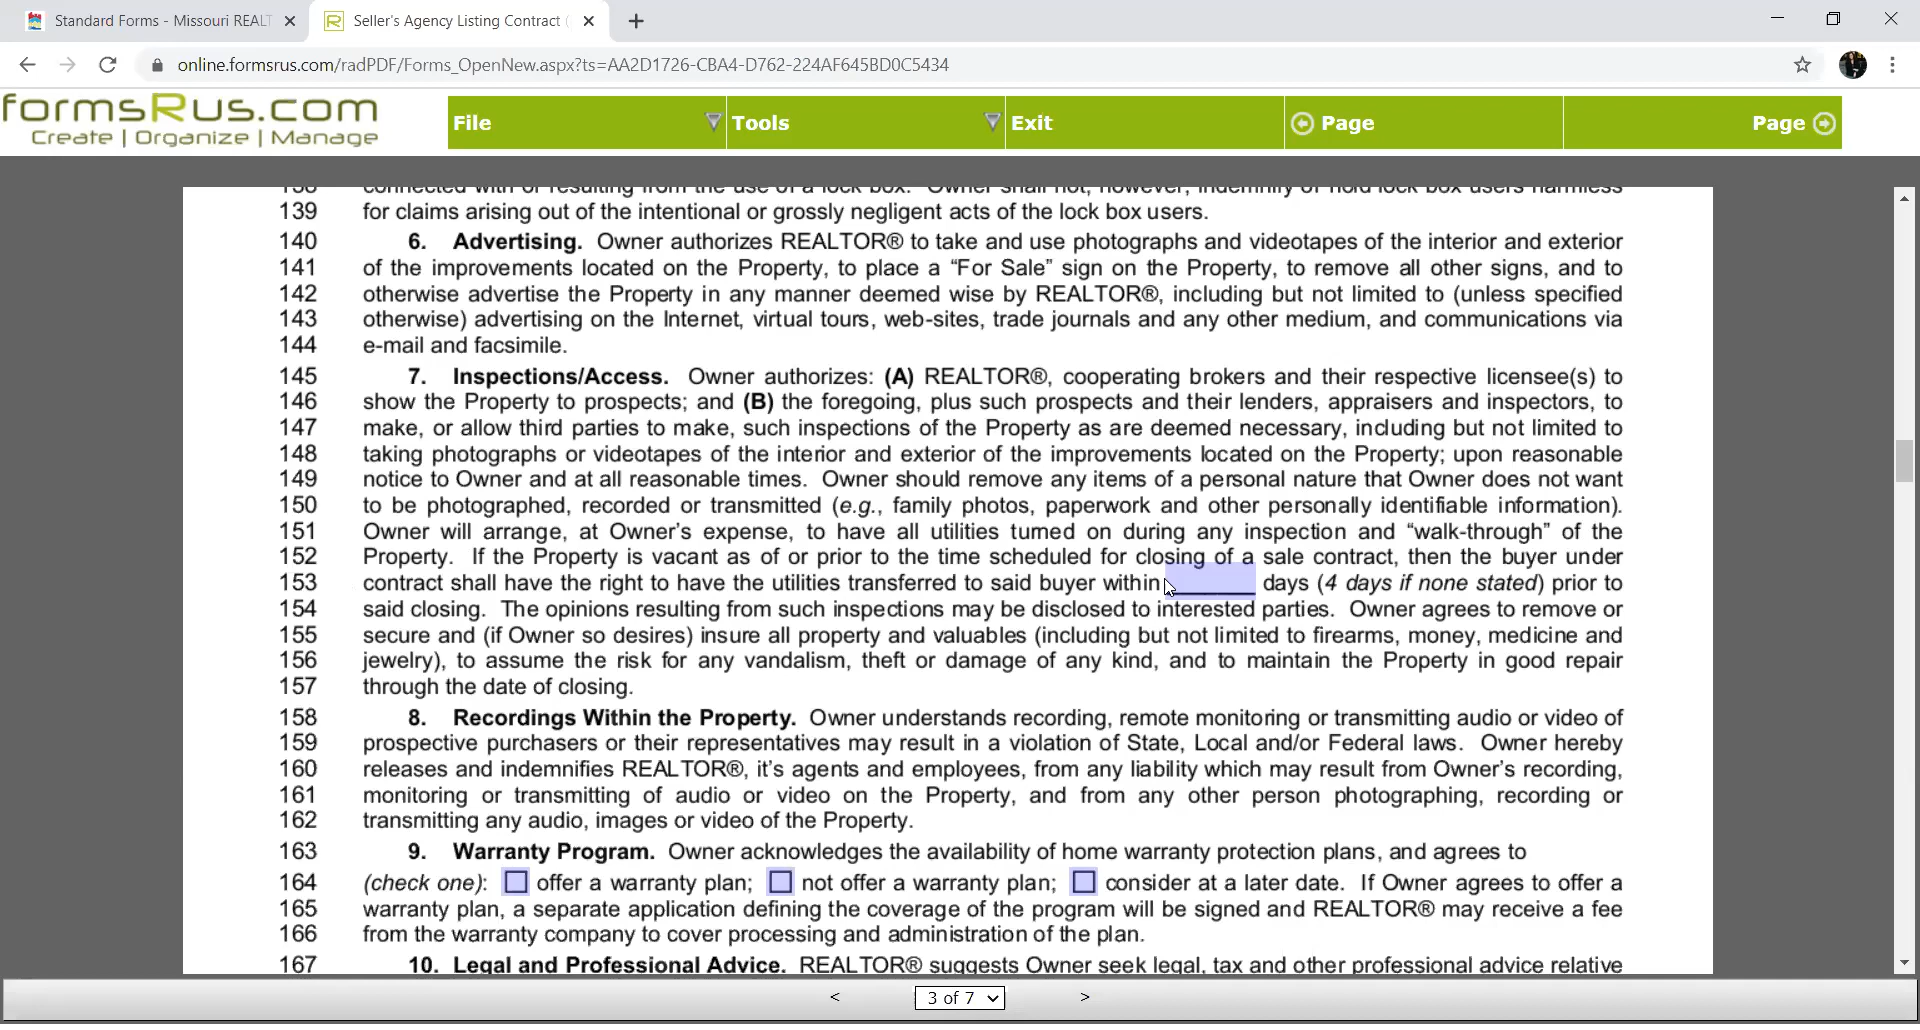 Standard Forms - Missouri REALT
Seller's Agency Listing Contract (
online.formsrus.com/radPDF/Forms_OpenNew.aspx?ts=AA2D1726-CBA4-D762-224AF645BD0C5434
formsRus.com
Create | Organize | Manage
File Tools Exit Page Page
138 connected with or resulting from the use of a lock box. Owner shall not, however, indemnify or hold lock box users harmless
139 for claims arising out of the intentional or grossly negligent acts of the lock box users.
140 6. Advertising. Owner authorizes REALTOR® to take and use photographs and videotapes of the interior and exterior
141 of the improvements located on the Property, to place a “For Sale” sign on the Property, to remove all other signs, and to
142 otherwise advertise the Property in any manner deemed wise by REALTOR®, including but not limited to (unless specified
143 otherwise) advertising on the Internet, virtual tours, web-sites, trade journals and any other medium, and communications via
144 e-mail and facsimile.
145 7. Inspections/Access. Owner authorizes: (A) REALTOR®, cooperating brokers and their respective licensee(s) to
146 show the Property to prospects; and (B) the foregoing, plus such prospects and their lenders, appraisers and inspectors, to
147 make, or allow third parties to make, such inspections of the Property as are deemed necessary, including but not limited to
148 taking photographs or videotapes of the interior and exterior of the improvements located on the Property; upon reasonable
149 notice to Owner and at all reasonable times. Owner should remove any items of a personal nature that Owner does not want
150 to be photographed, recorded or transmitted (e.g., family photos, paperwork and other personally identifiable information).
151 Owner will arrange, at Owner’s expense, to have all utilities turned on during any inspection and “walk-through” of the
152 Property. If the Property is vacant as of or prior to the time scheduled for closing of a sale contract, then the buyer under
153 contract shall have the right to have the utilities transferred to said buyer within ________ days (4 days if none stated) prior to
154 said closing. The opinions resulting from such inspections may be disclosed to interested parties. Owner agrees to remove or
155 secure and (if Owner so desires) insure all property and valuables (including but not limited to firearms, money, medicine and
156 jewelry), to assume the risk for any vandalism, theft or damage of any kind, and to maintain the Property in good repair
157 through the date of closing.
158 8. Recordings Within the Property. Owner understands recording, remote monitoring or transmitting audio or video of
159 prospective purchasers or their representatives may result in a violation of State, Local and/or Federal laws. Owner hereby
160 releases and indemnifies REALTOR®, it’s agents and employees, from any liability which may result from Owner’s recording,
161 monitoring or transmitting of audio or video on the Property, and from any other person photographing, recording or
162 transmitting any audio, images or video of the Property.
163 9. Warranty Program. Owner acknowledges the availability of home warranty protection plans, and agrees to
164 (check one): offer a warranty plan; not offer a warranty plan; consider at a later date. If Owner agrees to offer a
165 warranty plan, a separate application defining the coverage of the program will be signed and REALTOR® may receive a fee
166 from the warranty company to cover processing and administration of the plan.
167 10. Legal and Professional Advice. REALTOR® suggests Owner seek legal, tax and other professional advice relative
< 3 of 7 >